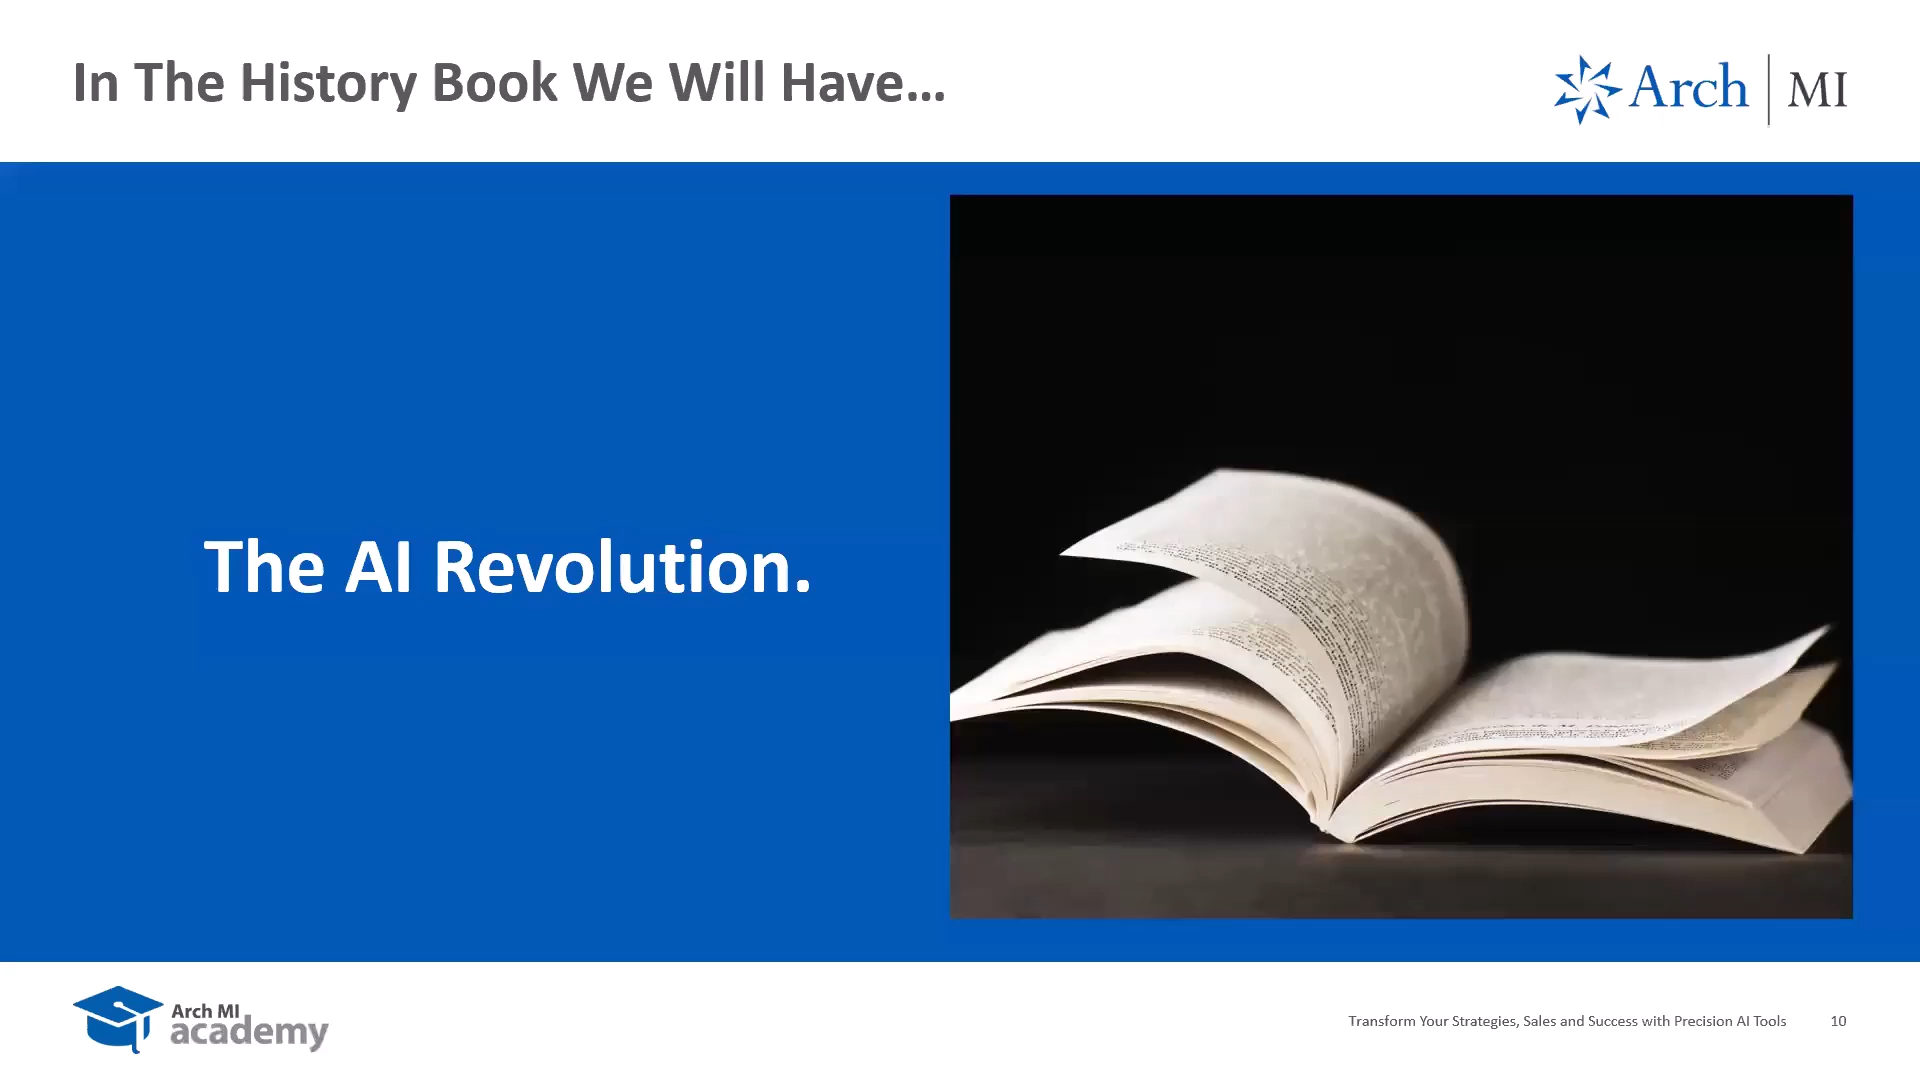 In The History Book We Will Have…
Arch | MI
The AI Revolution.
Arch MI
academy
Transform Your Strategies, Sales and Success with Precision AI Tools
10